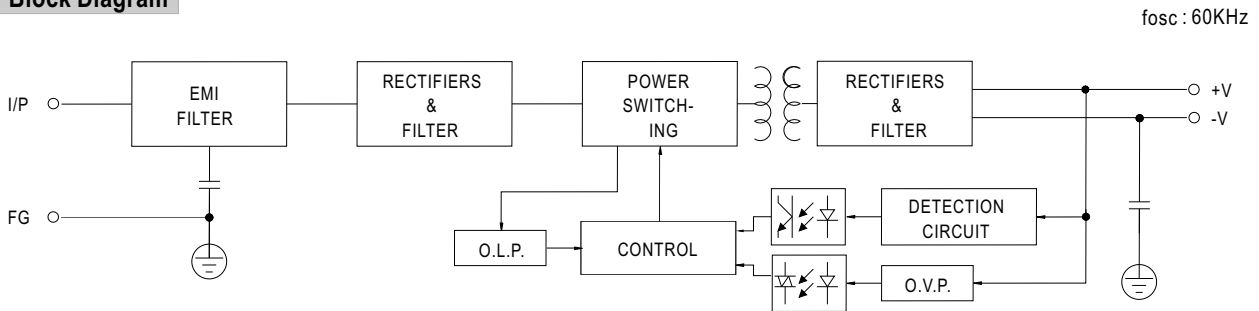 Block Diagram
fosc : 60KHz
I/P
EMI
FILTER
RECTIFIERS
&
FILTER
POWER
SWITCH-
ING
RECTIFIERS
&
FILTER
+V
-V
FG
O.L.P.
CONTROL
DETECTION
CIRCUIT
O.V.P.